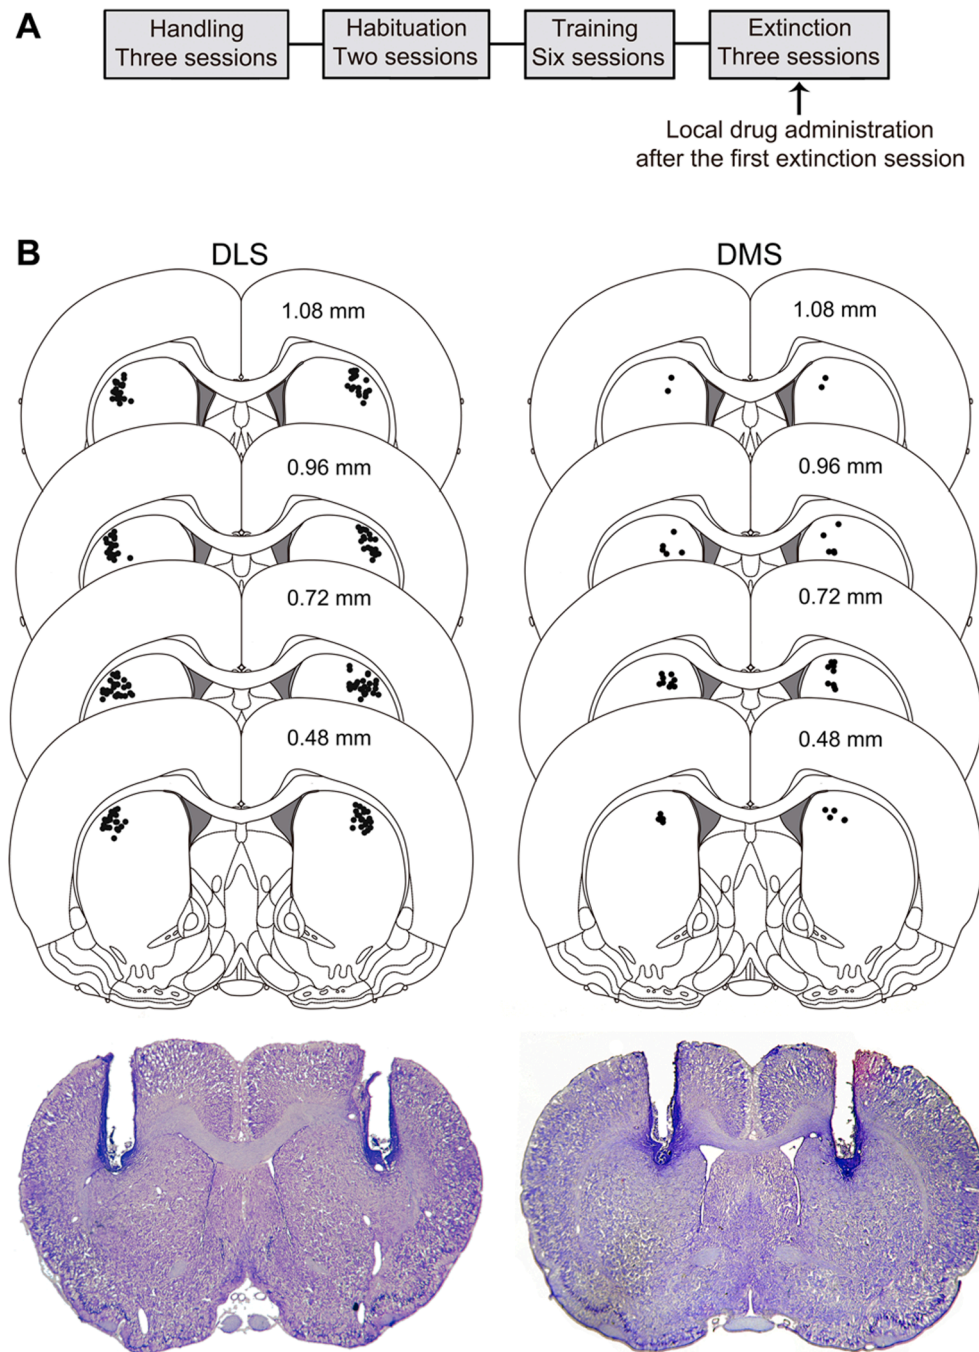 A
Handling
Three sessions
Habituation
Two sessions
Training
Six sessions
Extinction
Three sessions
Local drug administration
after the first extinction session
B
DLS
DMS
1.08 mm
1.08 mm
0.96 mm
0.96 mm
0.72 mm
0.72 mm
0.48 mm
0.48 mm